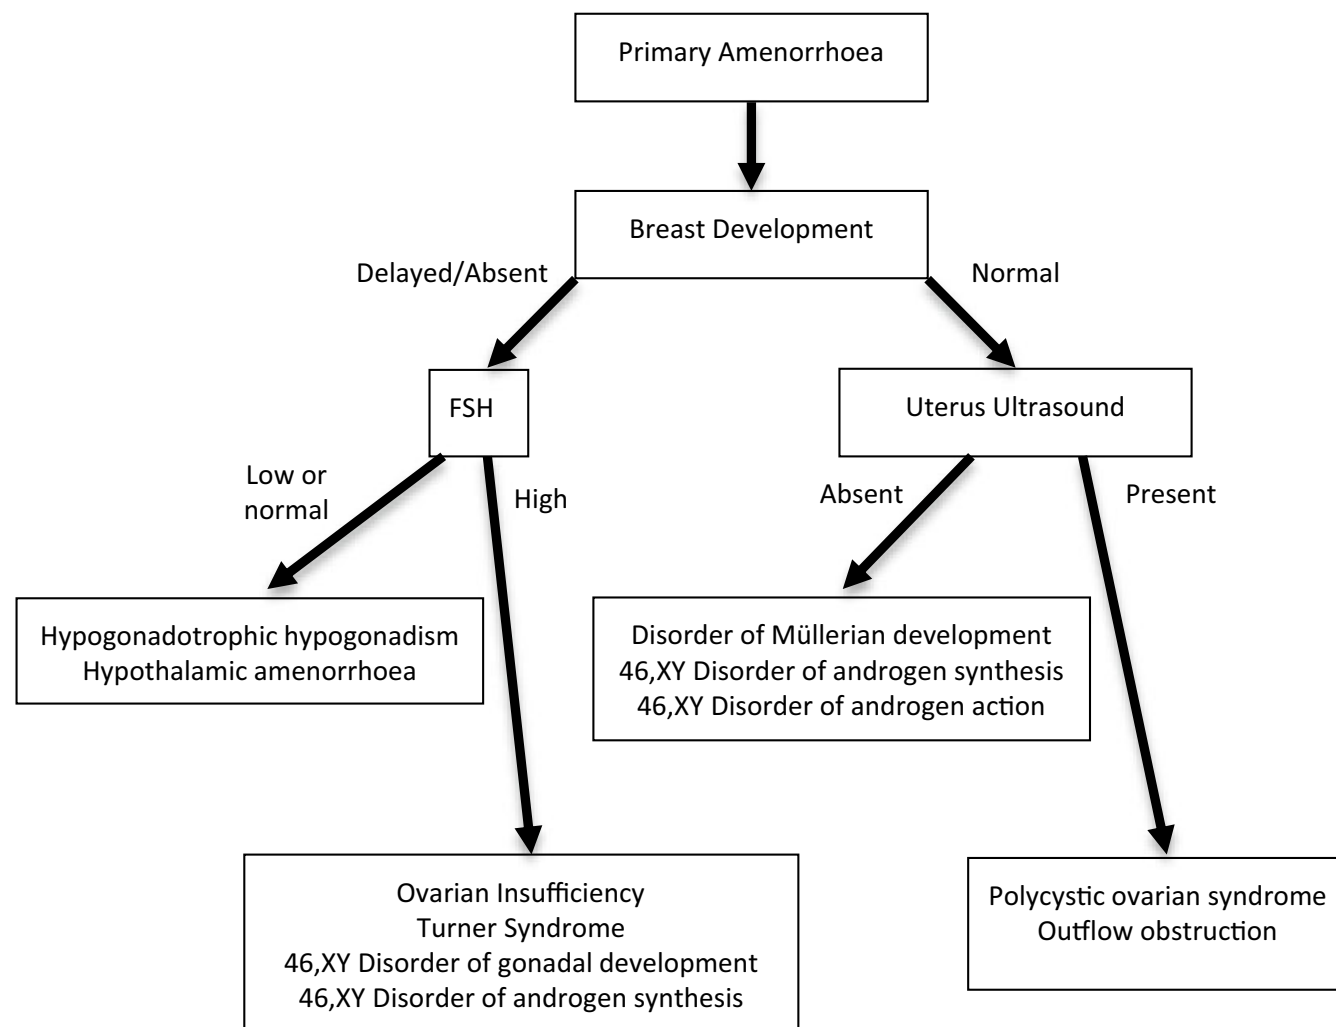 Primary Amenorrhoea
Breast Development
Delayed/Absent
Normal
FSH
Uterus Ultrasound
Low or
normal
High
Absent
Present
Hypogonadotrophic hypogonadism
Hypothalamic amenorrhoea
Disorder of Müllerian development
46,XY Disorder of androgen synthesis
46,XY Disorder of androgen action
Ovarian Insufficiency
Turner Syndrome
46,XY Disorder of gonadal development
46,XY Disorder of androgen synthesis
Polycystic ovarian syndrome
Outflow obstruction